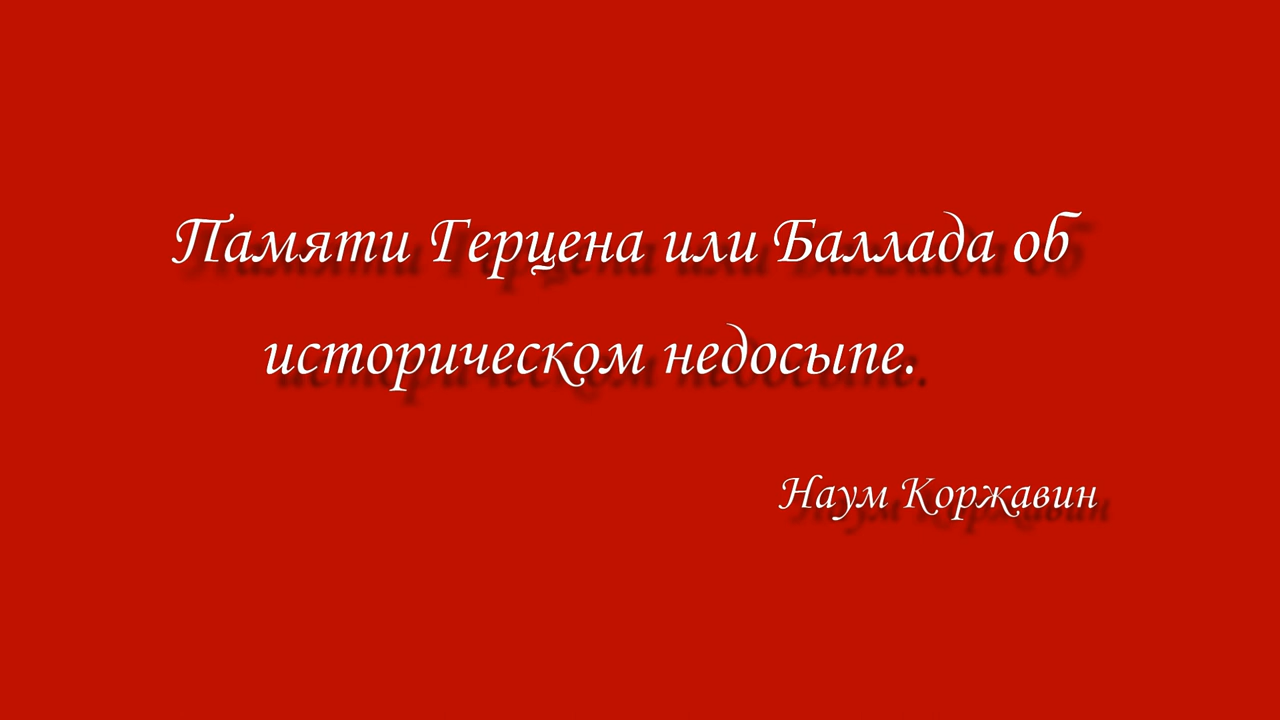 Памяти Герцена или Баллада об
историческом недосыпе.
Наум Коржавин